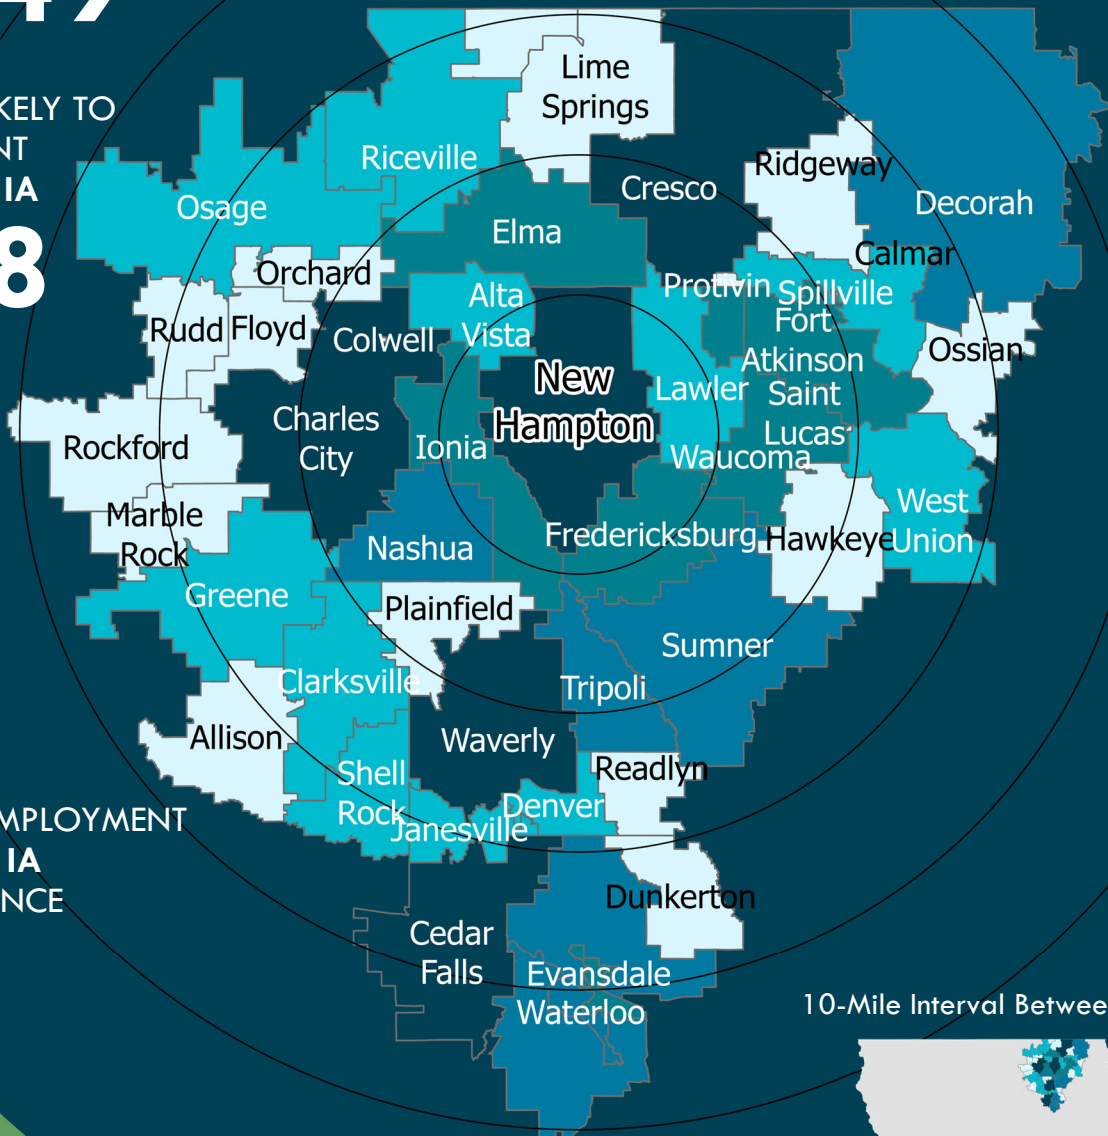 KELY TO
NT
IA
8
Lime
Springs
Riceville
Ridgeway
Cresco
Osage
Decorah
Elma
Calmar
Orchard
Protivin
Spillville
Alta
Vista
Fort
Atkinson
Rudd
Floyd
Colwell
Ossian
New
Hampton
Lawler
Saint
Lucas
Charles
City
Rockford
Ionia
Waucoma
Marble
Rock
West
Union
Nashua
Fredericksburg
Hawkeye
Greene
Plainfield
Sumner
Clarksville
Tripoli
Allison
Waverly
Readlyn
Shell
Rock
Denver
Janesville
MPLOYMENT
IA
NCE
Dunkerton
Cedar
Falls
Evansdale
Waterloo
10-Mile Interval Betwee